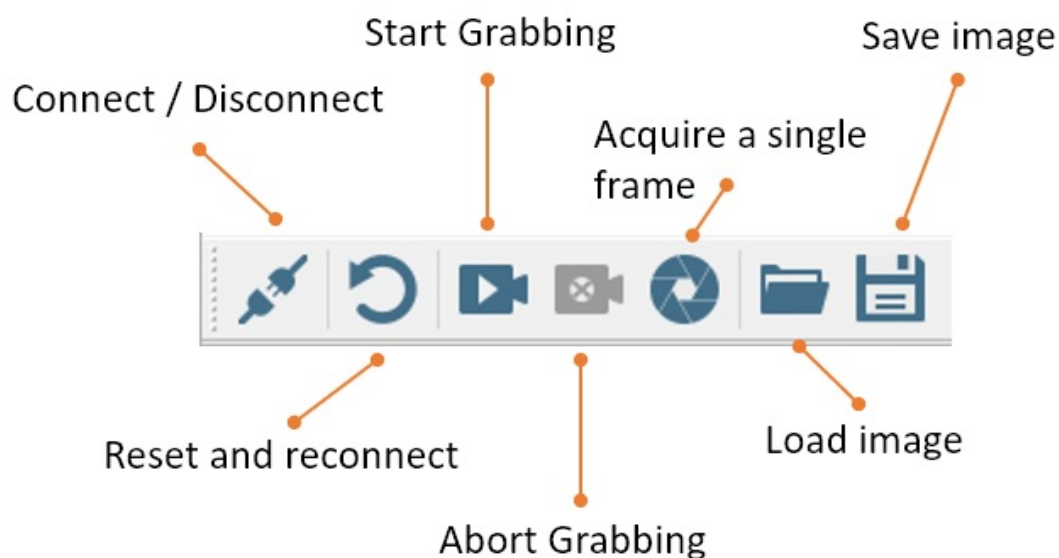 Start Grabbing
Save image
Connect / Disconnect
Acquire a single
frame
Reset and reconnect
Load image
Abort Grabbing